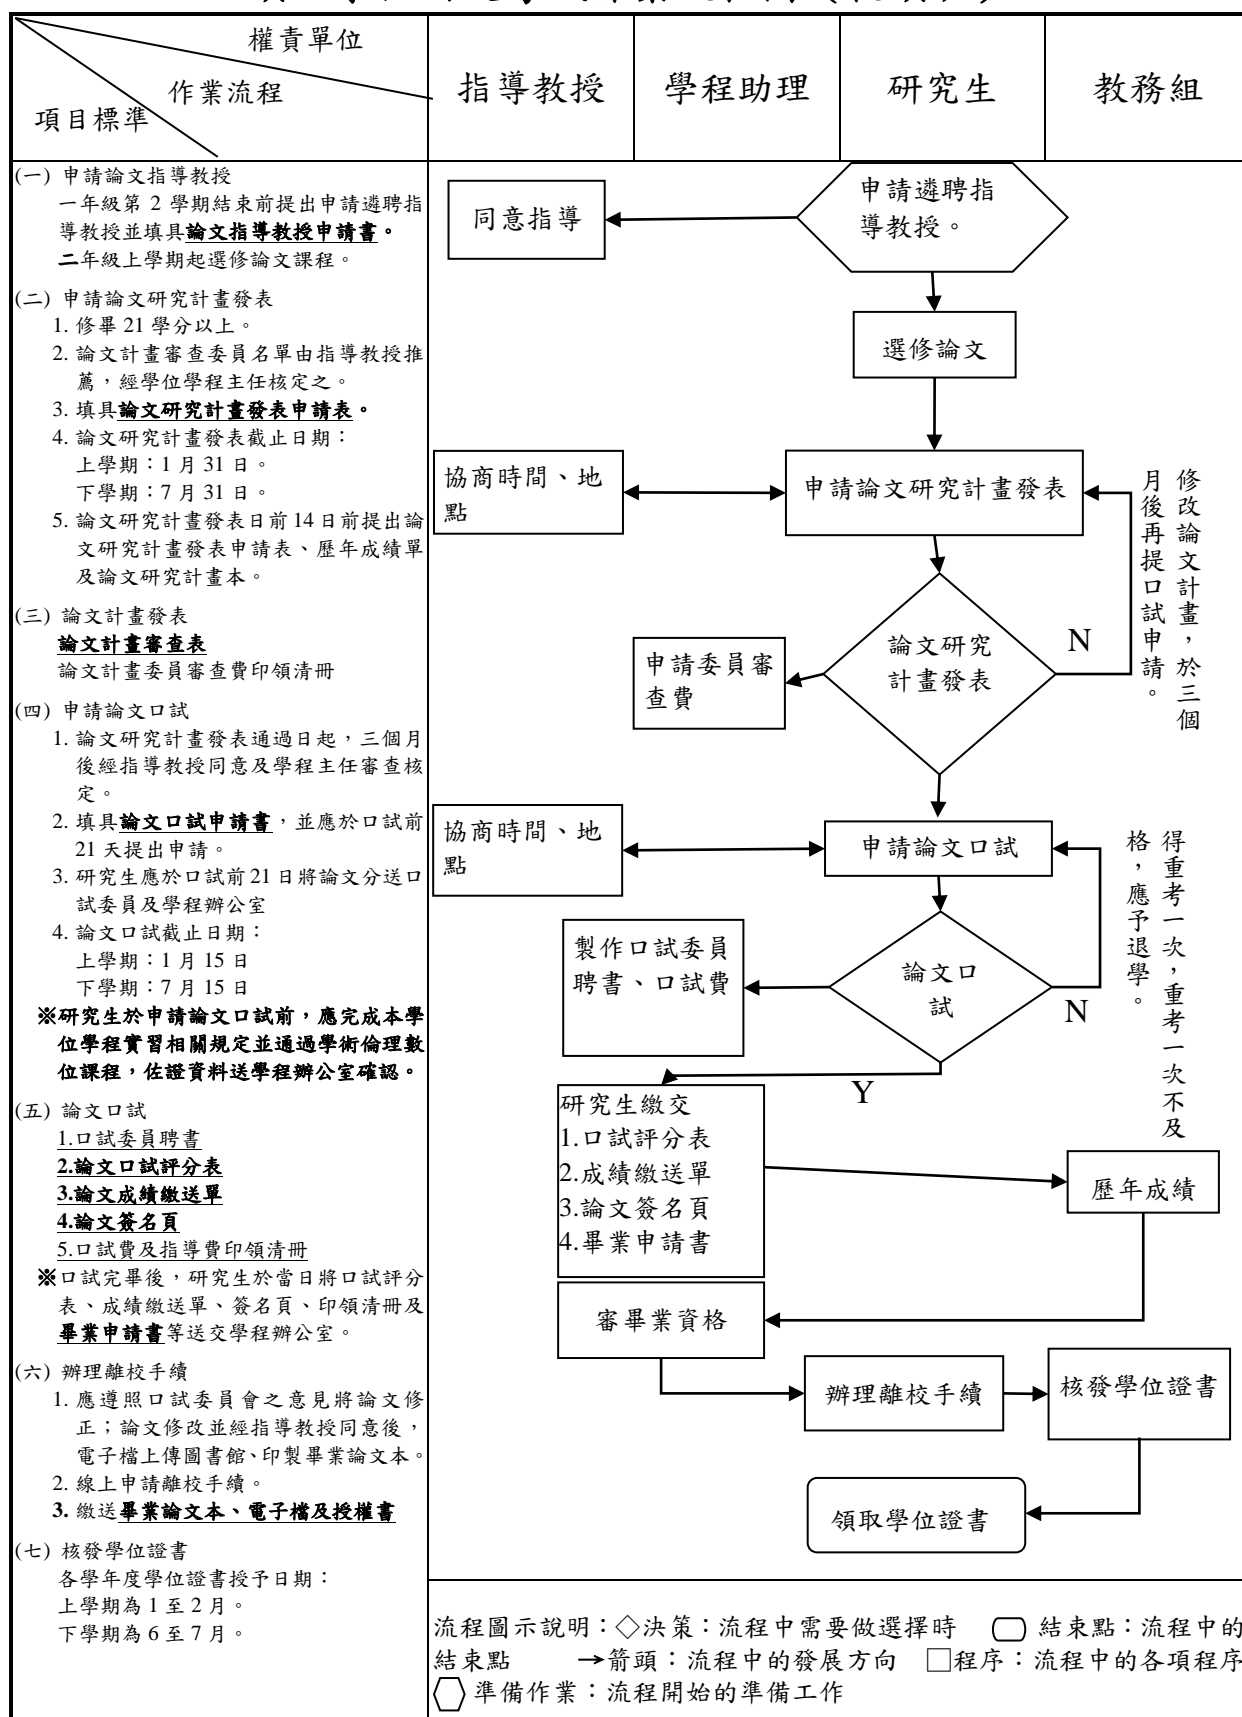 權責單位
作業流程
項目標準
指導教授
學程助理
研究生
教務組
(一) 申請論文指導教授
一年級第 2 學期結束前提出申請遴聘指
導教授並填具論文指導教授申請書。
二年級上學期起選修論文課程。
(二) 申請論文研究計畫發表
1. 修畢 21 學分以上。
2. 論文計畫審查委員名單由指導教授推
薦，經學位學程主任核定之。
3. 填具論文研究計畫發表申請表。
4. 論文研究計畫發表截止日期：
上學期：1 月 31 日。
下學期：7 月 31 日。
5. 論文研究計畫發表日前 14 日前提出論
文研究計畫發表申請表、歷年成績單
及論文研究計畫本。
(三) 論文計畫發表
論文計畫審查表
論文計畫委員審查費印領清冊
(四) 申請論文口試
1. 論文研究計畫發表通過日起，三個月
後經指導教授同意及學程主任審查核
定。
2. 填具論文口試申請書，並應於口試前
21 天提出申請。
3. 研究生應於口試前 21 日將論文分送口
試委員及學程辦公室
4. 論文口試截止日期：
上學期：1 月 15 日
下學期：7 月 15 日
※研究生於申請論文口試前，應完成本學
位學程實習相關規定並通過學術倫理數
位課程，佐證資料送學程辦公室確認。
(五) 論文口試
1.口試委員聘書
2.論文口試評分表
3.論文成績繳送單
4.論文簽名頁
5.口試費及指導費印領清冊
※口試完畢後，研究生於當日將口試評分
表、成績繳送單、簽名頁、印領清冊及
畢業申請書等送交學程辦公室。
(六) 辦理離校手續
1. 應遵照口試委員會之意見將論文修
正；論文修改並經指導教授同意後，
電子檔上傳圖書館、印製畢業論文本。
2. 線上申請離校手續。
3. 繳送畢業論文本、電子檔及授權書
(七) 核發學位證書
各學年度學位證書授予日期：
上學期為 1 至 2 月。
下學期為 6 至 7 月。
申請遴聘指
導教授。
同意指導
選修論文
協商時間、地
點
申請論文研究計畫發表
修改論文計畫，於三個
月後再提口試申請。
論文研究
計畫發表
N
申請委員審
查費
協商時間、地
點
申請論文口試
得重考一次，重考一次不及
格，應予退學。
製作口試委員
聘書、口試費
論文口
試
N
Y
研究生繳交
1.口試評分表
2.成績繳送單
3.論文簽名頁
4.畢業申請書
歷年成績
審畢業資格
辦理離校手續
核發學位證書
領取學位證書
流程圖示說明：◇決策：流程中需要做選擇時 結束點：流程中的
結束點 →箭頭：流程中的發展方向 □程序：流程中的各項程序
準備作業：流程開始的準備工作